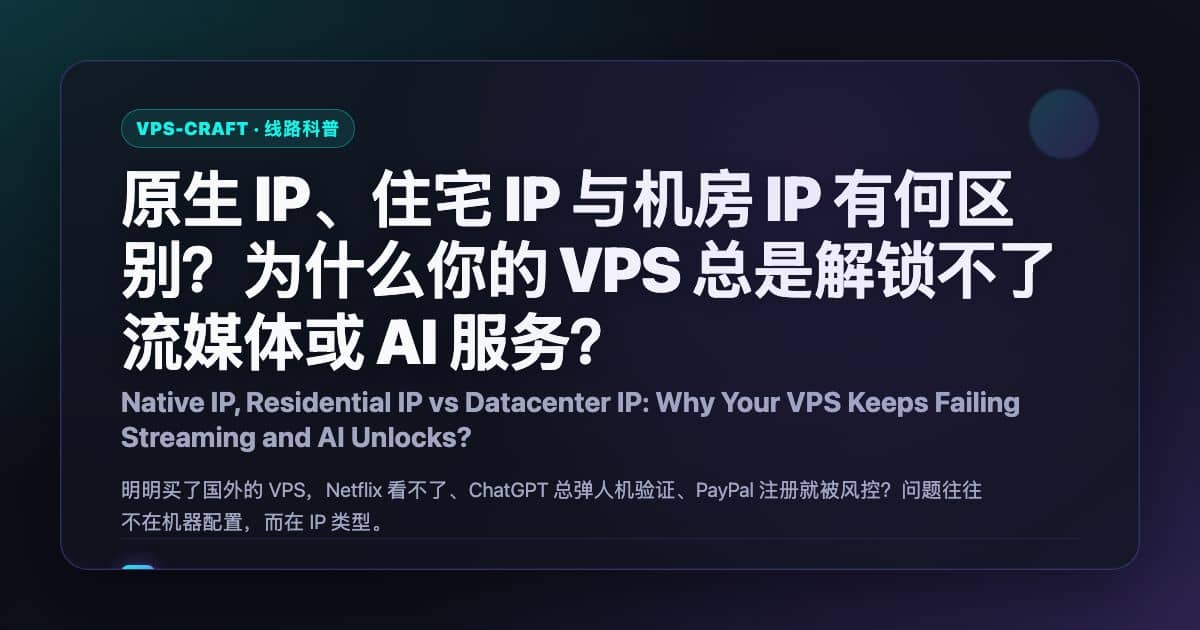 VPS-CRAFT · 线路科普
原生 IP、住宅 IP 与机房 IP 有何区
别？为什么你的 VPS 总是解锁不了
流媒体或 AI 服务？
Native IP, Residential IP vs Datacenter IP: Why Your VPS Keeps Failing
Streaming and AI Unlocks?
明明买了国外的 VPS，Netflix 看不了、ChatGPT 总弹人机验证、PayPal 注册就被风控？问题往往
不在机器配置，而在 IP 类型。